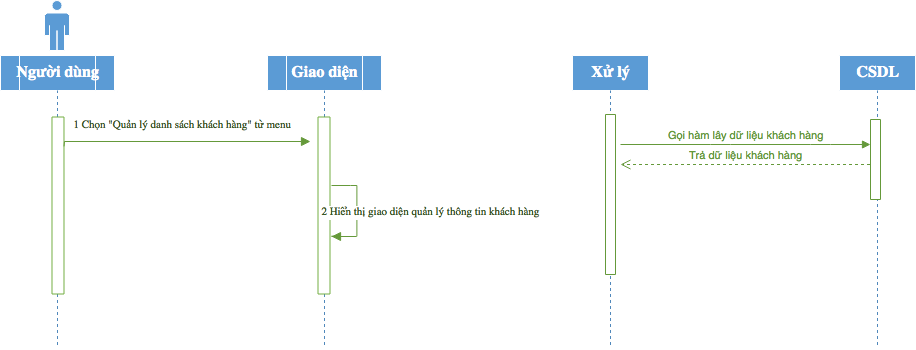 Người dùng
Giao diện
Xử lý
CSDL
1 Chọn "Quản lý danh sách khách hàng" từ menu
Gọi hàm lây dữ liệu khách hàng
Trả dữ liệu khách hàng
2 Hiển thị giao diện quản lý thông tin khách hàng